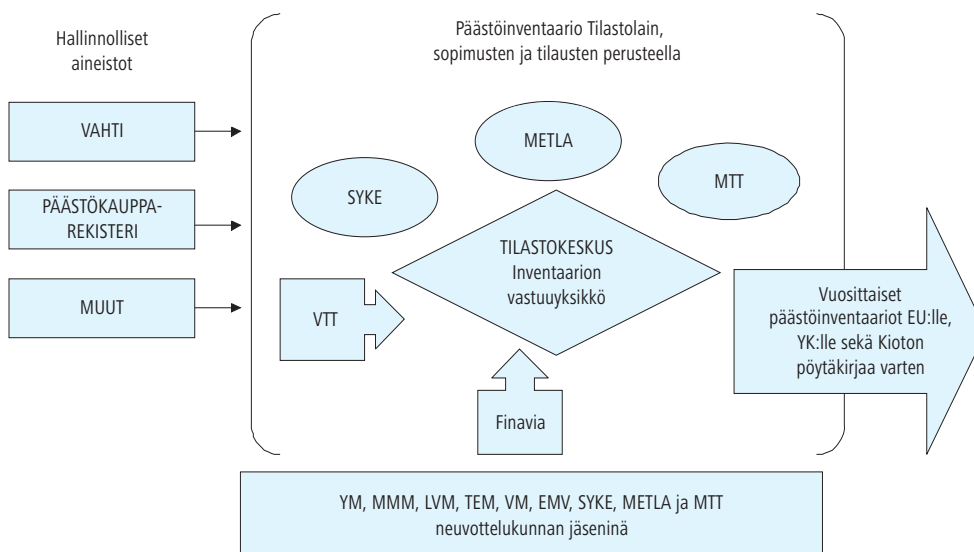 Hallinnolliset
aineistot
VAHTI
PÄÄSTÖKAUPPA-
REKISTERI
MUUT
Päästöinventaario Tilastolain,
sopimusten ja tilausten perusteella
METLA
SYKE
MTT
TILASTOKESKUS
Inventaarion
vastuuyksikkö
VTT
Finavia
Vuosittaiset
päästöinventaariot EU:lle,
YK:lle sekä Kioton
pöytäkirjaa varten
YM, MMM, LVM, TEM, VM, EMV, SYKE, METLA ja MTT
neuvottelukunnan jäseninä